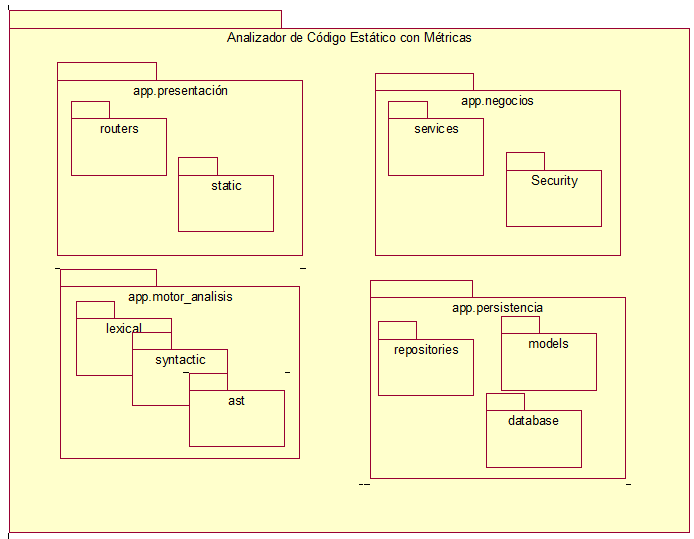 Analizador de Código Estático con Métricas
app.presentación
routers
static
app.negocios
services
Security
app.motor_analisis
lexical
syntactic
ast
app.persistencia
repositories
models
database